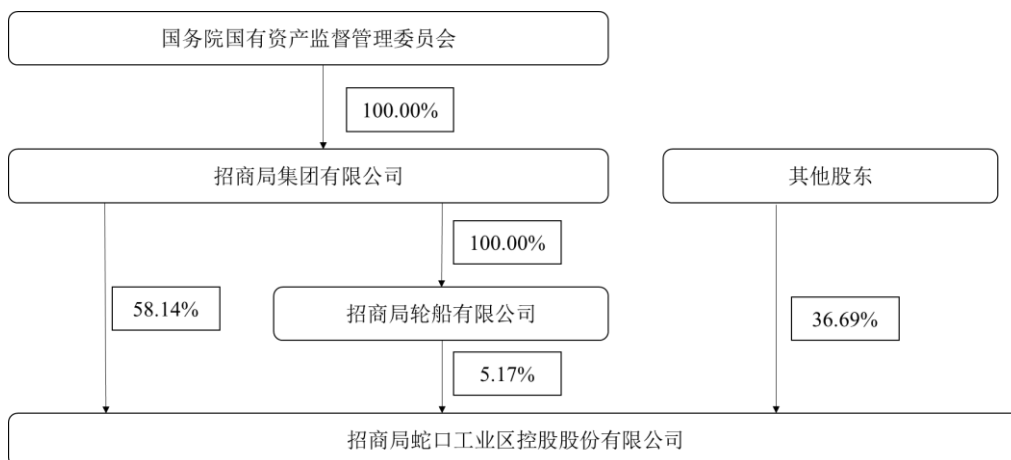 国务院国有资产监督管理委员会
100.00%
招商局集团有限公司
其他股东
100.00%
58.14%
招商局轮船有限公司
36.69%
5.17%
招商局蛇口工业区控股股份有限公司